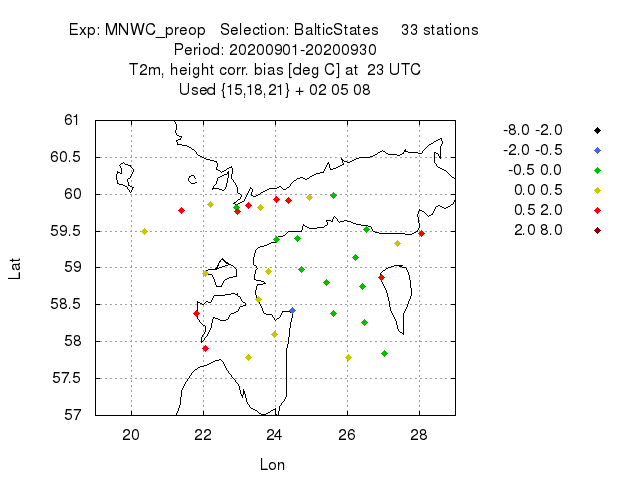 Exp: MNWC_preop Selection: BalticStates 33 stations
Period: 20200901-20200930
T2m, height corr. bias [deg C] at 23 UTC
Used {15,18,21} + 02 05 08
61
60.5
60
59.5
59
58.5
58
57.5
57
20 22 24 26 28
Lat
Lon
-8.0 -2.0
-2.0 -0.5
-0.5 0.0
0.0 0.5
0.5 2.0
2.0 8.0